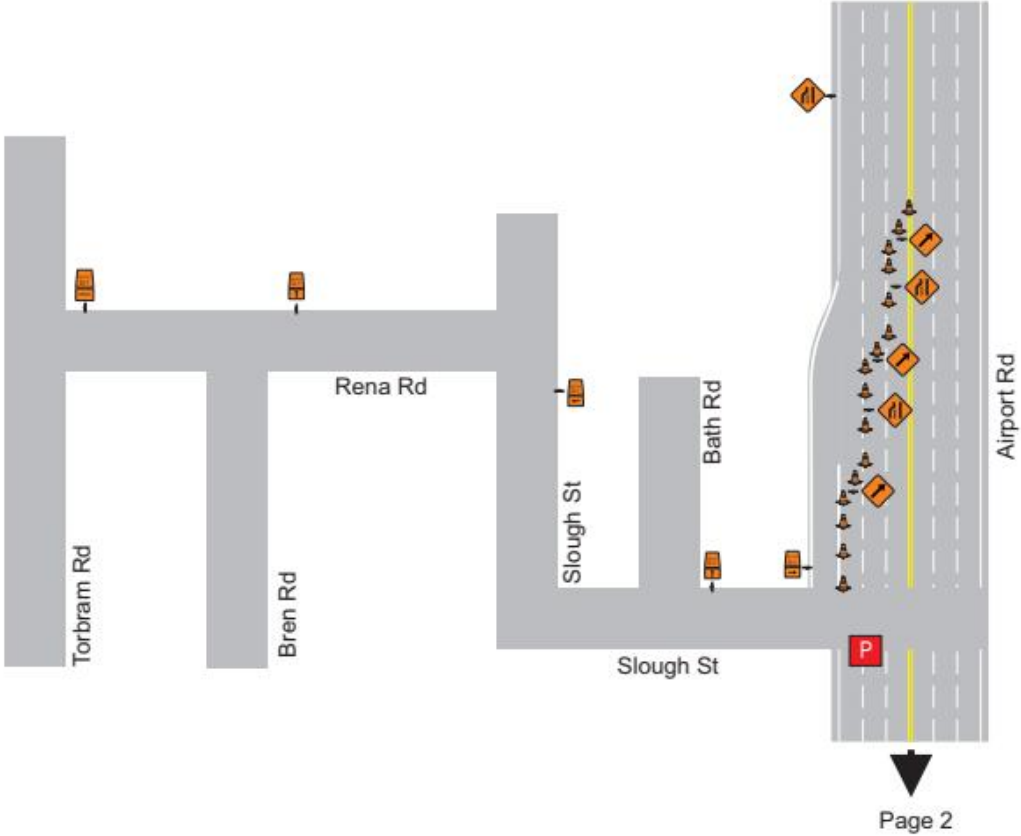 Rena Rd
Bath Rd
Airport Rd
Slough St
Torbram Rd
Bren Rd
P
Slough St
Page 2